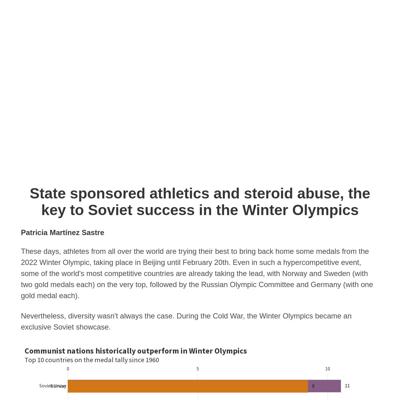 State sponsored athletics and steroid abuse, the
key to Soviet success in the Winter Olympics
Patricia Martínez Sastre
These days, athletes from all over the world are trying their best to bring back home some medals from the
2022 Winter Olympic, taking place in Beijing until February 20th. Even in such a hypercompetitive event,
some of the world's most competitive countries are already taking the lead, with Norway and Sweden (with
two gold medals each) on the very top, followed by the Russian Olympic Committee and Germany (with one
gold medal each).
Nevertheless, diversity wasn't always the case. During the Cold War, the Winter Olympics became an
exclusive Soviet showcase.
Communist nations historically outperform in Winter Olympics
Top 10 countries on the medal tally since 1960
0 5 10
11